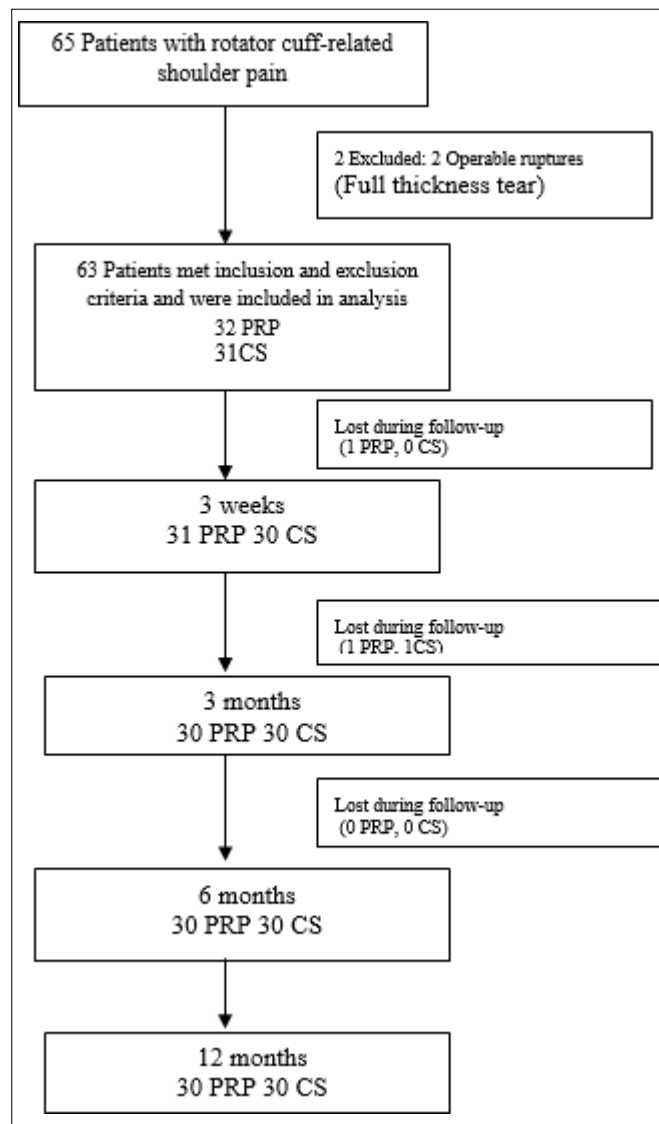 65 Patients with rotator cuff-related
shoulder pain
2 Excluded: 2 Operable ruptures
(Full thickness tear)
63 Patients met inclusion and exclusion
criteria and were included in analysis
32 PRP
31CS
Lost during follow-up
(1 PRP, 0 CS)
3 weeks
31 PRP 30 CS
Lost during follow-up
(1 PRP, 1CS)
3 months
30 PRP 30 CS
Lost during follow-up
(0 PRP, 0 CS)
6 months
30 PRP 30 CS
12 months
30 PRP 30 CS